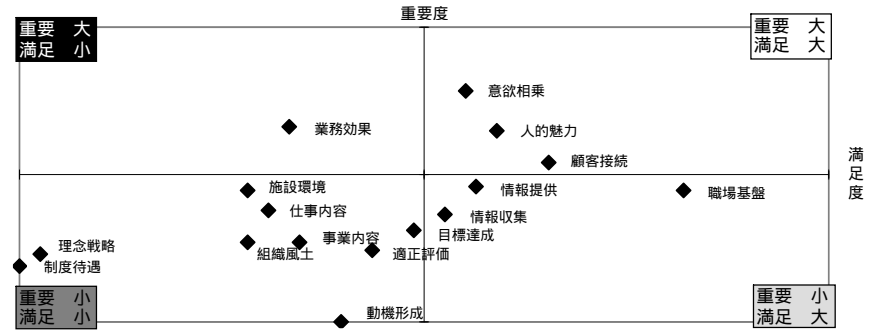 重要度
重要 大
満足 小
重要 大
満足 大
意欲相乗
業務効果
人的魅力
顧客接続
満足度
施設環境
情報提供
職場基盤
仕事内容
情報収集
目標達成
事業内容
理念戦略
組織風土
適正評価
制度待遇
重要 小
満足 小
動機形成
重要 小
満足 大